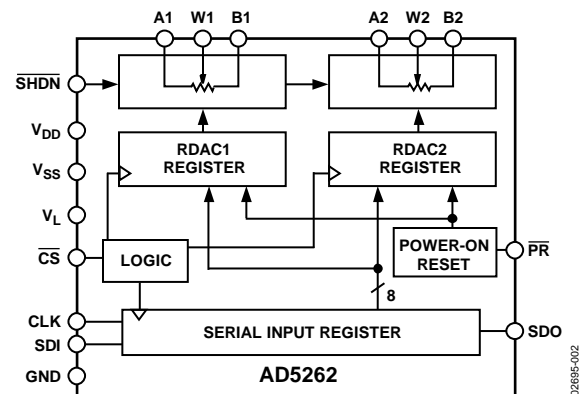 A1 W1 B1 A2 W2 B2
SHDN
VDD
RDAC1
REGISTER
RDAC2
REGISTER
VSS
VL
CS
LOGIC
POWER-ON
RESET
PR
8
CLK
SDI
SERIAL INPUT REGISTER
SDO
GND
AD5262
02695-002